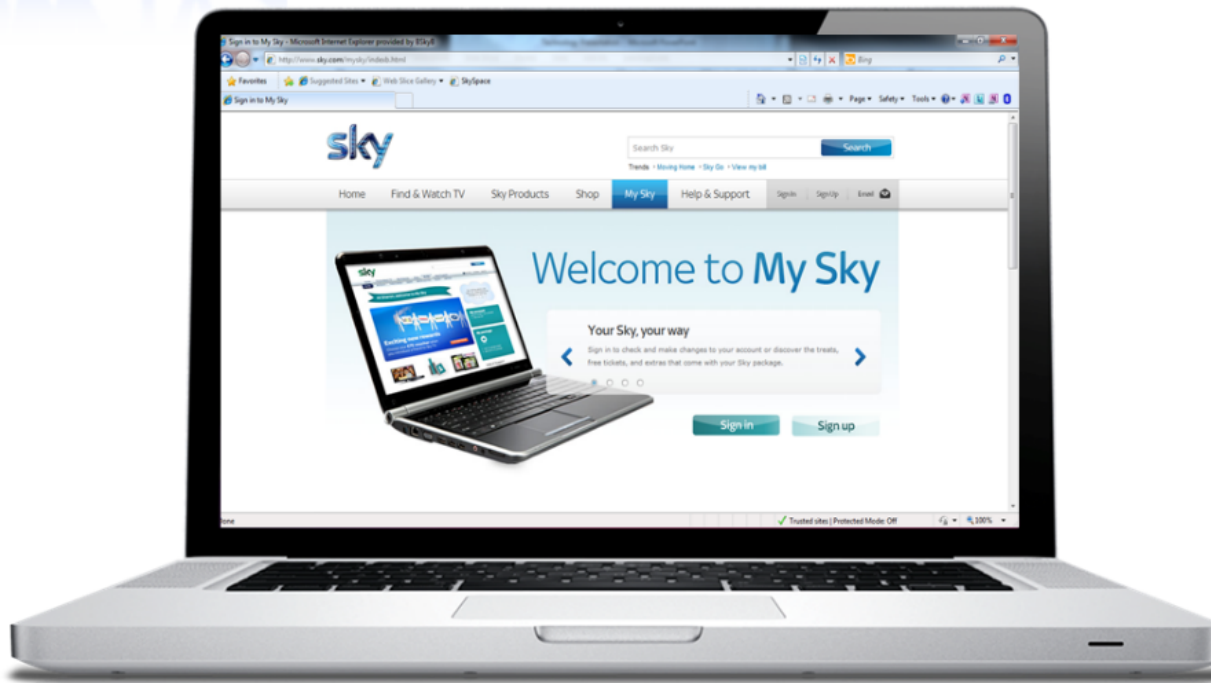 Sign in to My Sky - Microsoft Internet Explorer provided by BSkyB
http://www.sky.com/mysky/indexb.html
Bing
Favorites Suggested Sites Web Slice Gallery SkySpace
Sign in to My Sky
Page Safety Tools
sky
Search Sky
Search
Trends Moving Home Sky Go View my bill
Home Find & Watch TV Sky Products Shop My Sky Help & Support Sign In Sign Up Email
Welcome to My Sky
sky
Your Sky, your way
Sign in to check and make changes to your account or discover the treats,
free tickets, and extras that come with your Sky package.
Exciting new rewards
Sign in Sign up
Trusted sites | Protected Mode: Off 100%